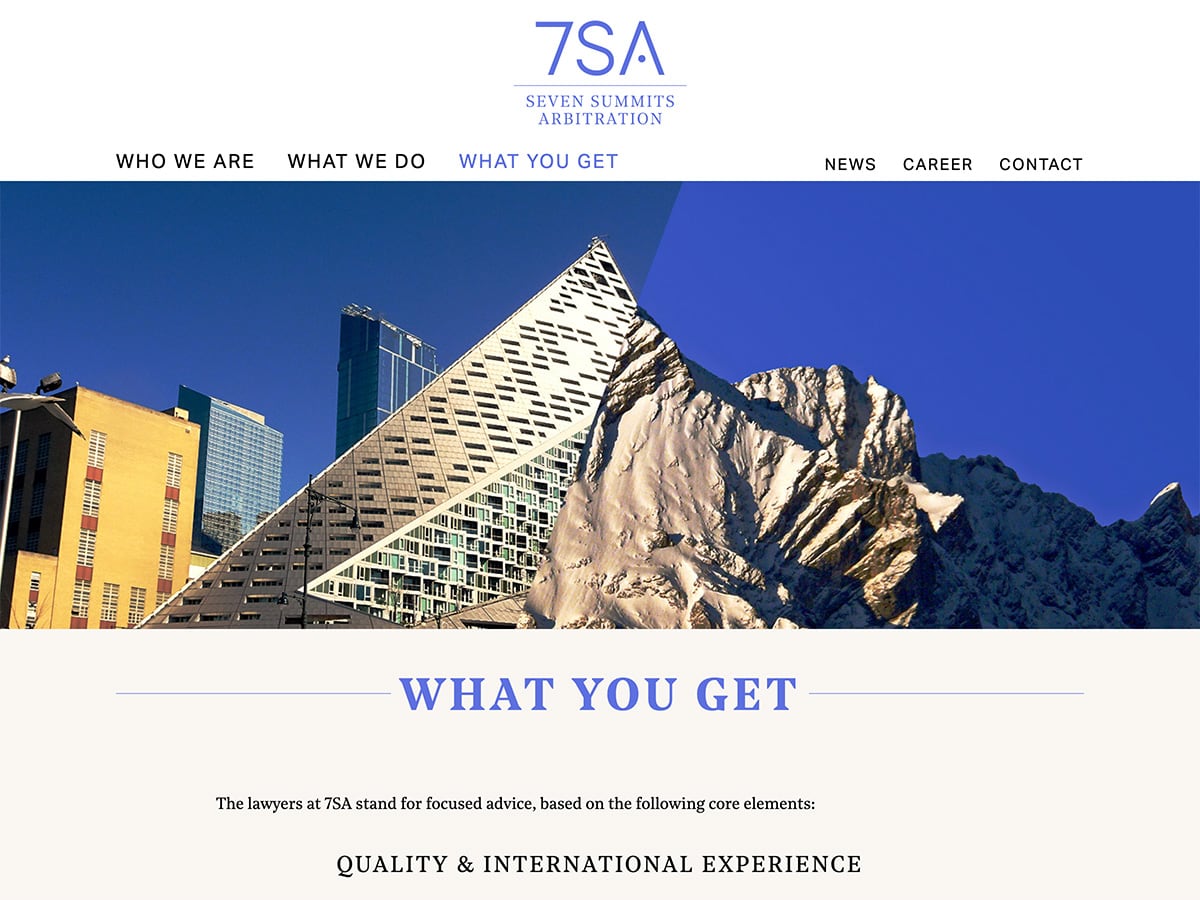 7SA
SEVEN SUMMITS
ARBITRATION
WHO WE ARE WHAT WE DO WHAT YOU GET NEWS CAREER CONTACT
WHAT YOU GET
The lawyers at 7SA stand for focused advice, based on the following core elements:
QUALITY & INTERNATIONAL EXPERIENCE